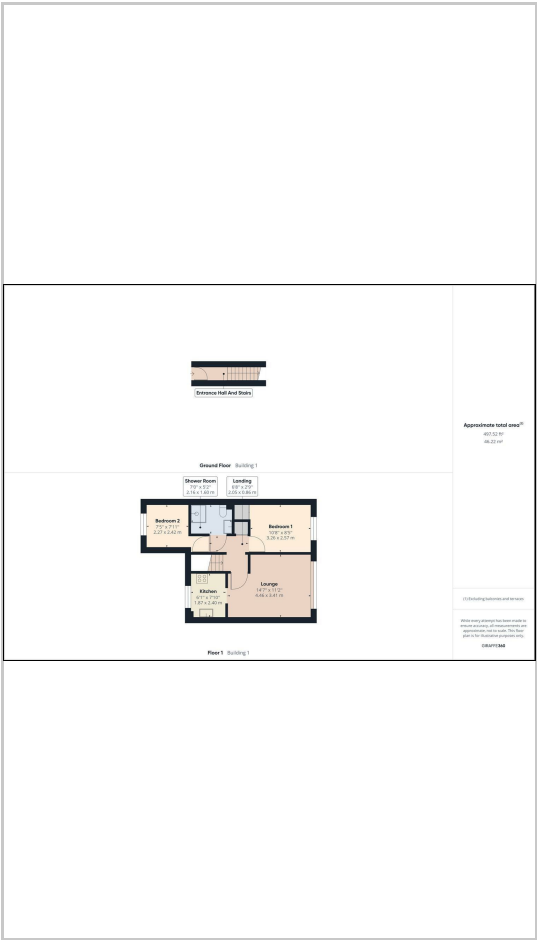 Entrance Hall And Stairs
Ground Floor Building 1
Approximate total area(1)
497.52 ft²
46.22 m²
Shower Room
7'0" x 5'2"
2.16 x 1.60 m
Landing
6'8" x 2'9"
2.05 x 0.86 m
Bedroom 2
7'5" x 7'11"
2.27 x 2.42 m
Bedroom 1
10'8" x 8'5"
3.26 x 2.57 m
Kitchen
6'1" x 7'10"
1.87 x 2.40 m
Lounge
14'7" x 11'2"
4.46 x 3.41 m
Floor 1 Building 1
(1) Excluding balconies and terraces
While every attempt has been made to
ensure accuracy, all measurements are
approximate, not to scale. This floor
plan is for illustrative purposes only.
GIRAFFE360